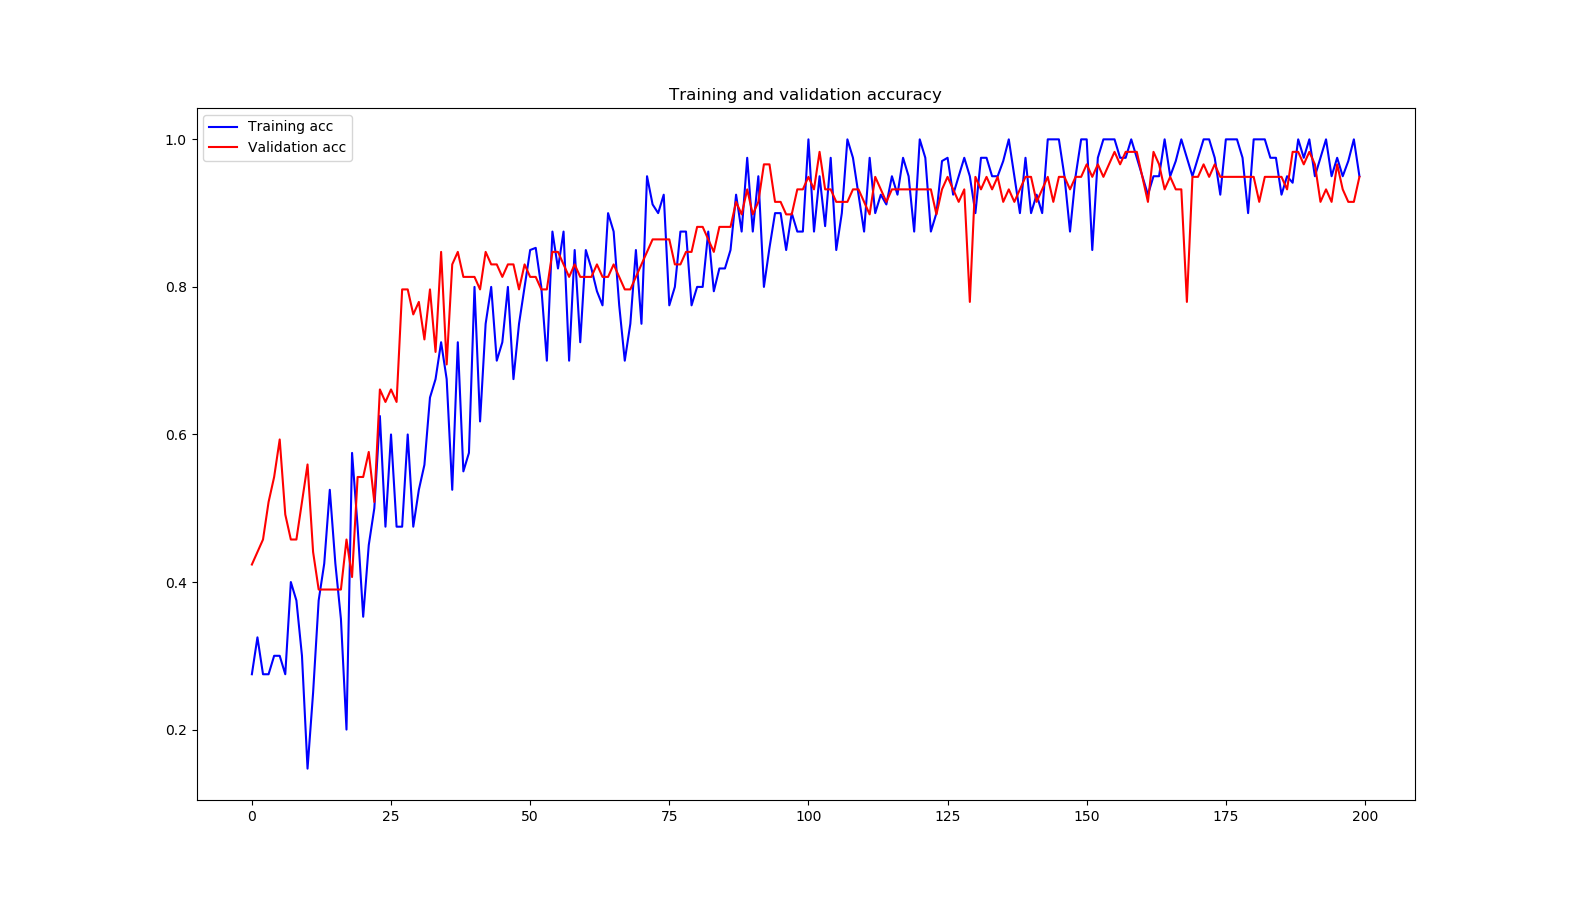 Training and validation accuracy
Training acc
Validation acc
1.0
0.8
0.6
0.4
0.2
0 25 50 75 100 125 150 175 200